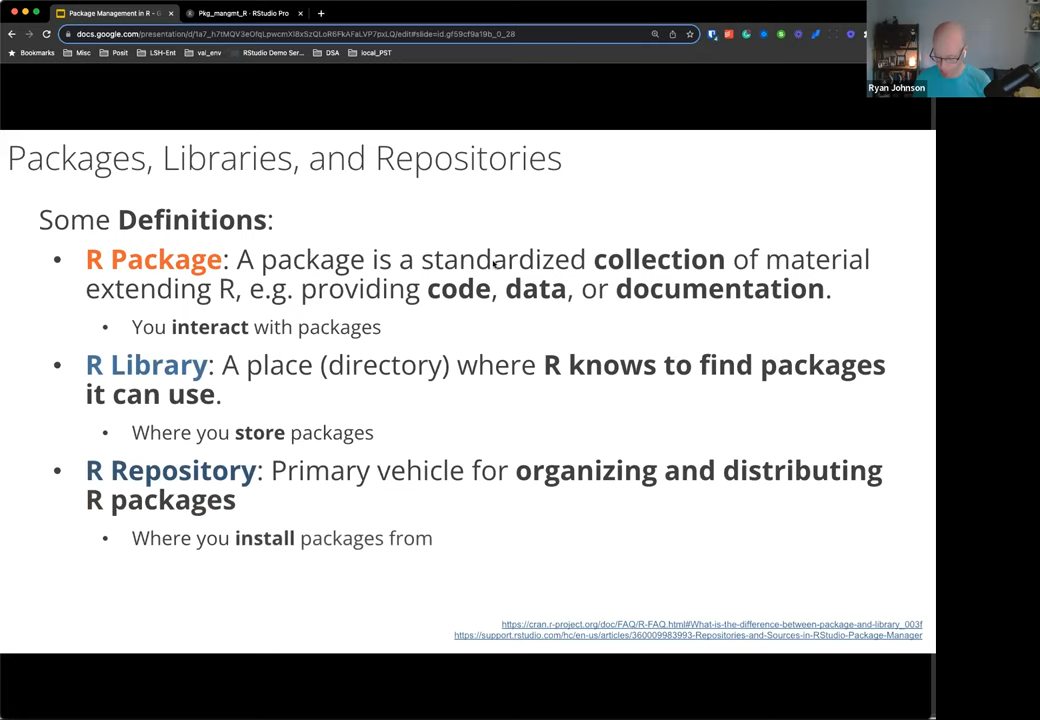 Package Management in R – G
Pkg_mangmt_R - RStudio Pro
docs.google.com/presentation/d/
edit#slide=id.gf59cf9a19b_0_28
Bookmarks
Misc
Posit
LSH-Ent
val_env
RStudio Demo Ser...
DSA
local_PST
Ryan Johnson
Packages, Libraries, and Repositories
Some Definitions:
• R Package: A package is a standardized collection of material
extending R, e.g. providing code, data, or documentation.
• You interact with packages
• R Library: A place (directory) where R knows to find packages
it can use.
• Where you store packages
• R Repository: Primary vehicle for organizing and distributing
R packages
• Where you install packages from
https://cran.r-project.org/doc/FAQ/R-FAQ.html#What-is-the-difference-between-package-and-library_003f
https://support.rstudio.com/hc/en-us/articles/360009983993-Repositories-and-Sources-in-RStudio-Package-Manager